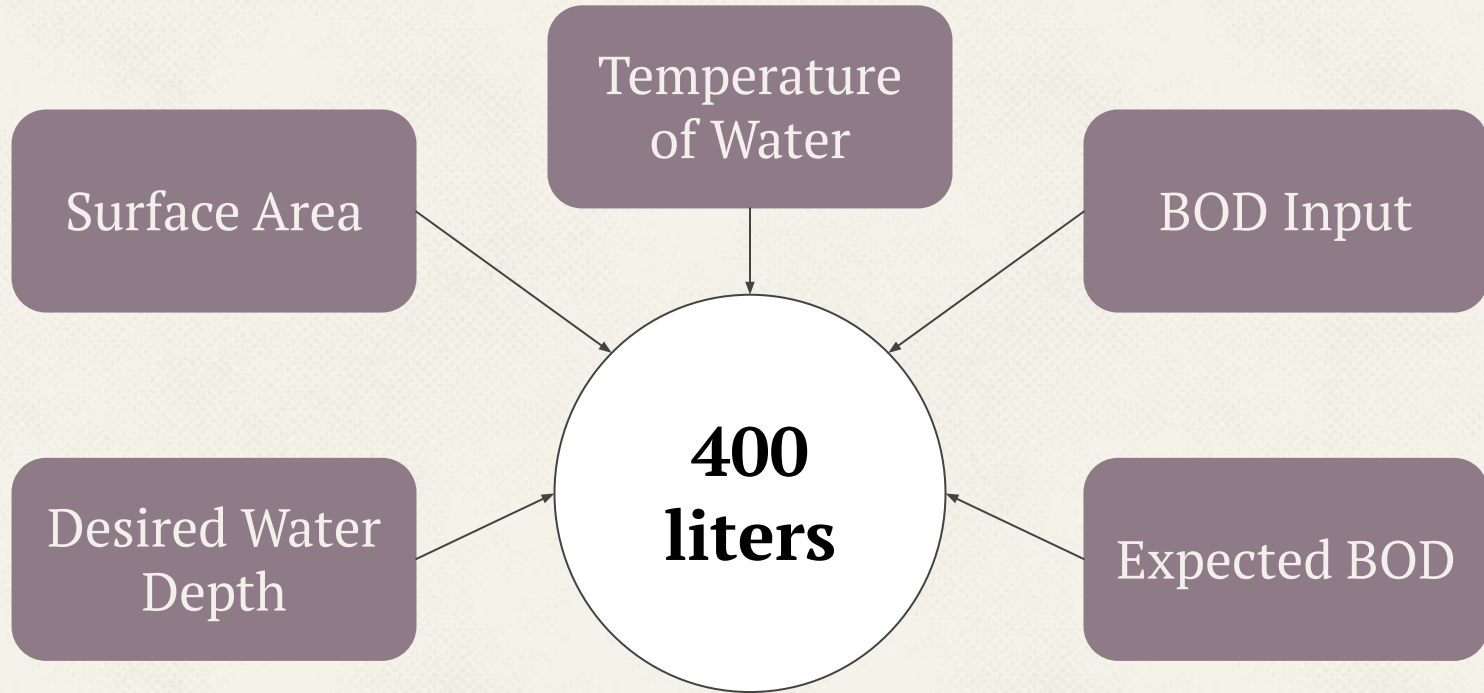 Temperature
of Water
Surface Area
BOD Input
400
liters
Desired Water
Depth
Expected BOD